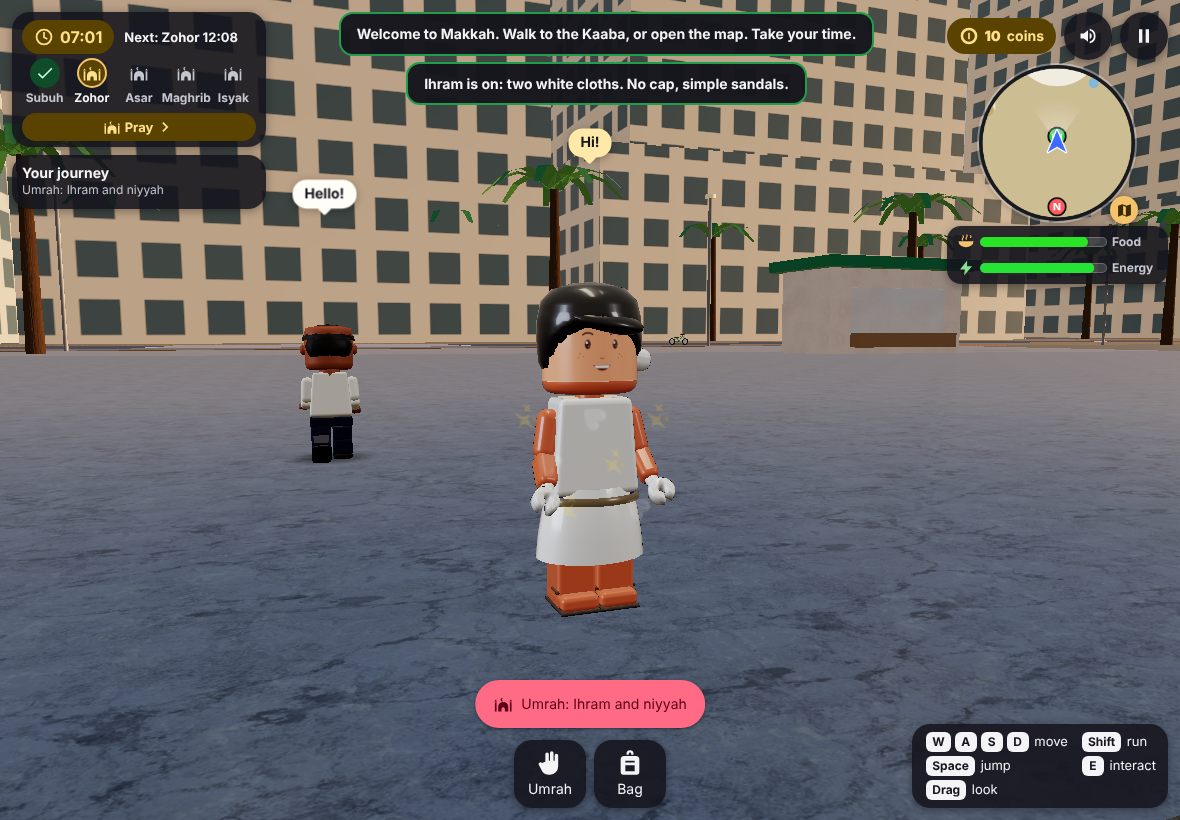 07:01
Next: Zohor 12:08
Subuh
Zohor
Asar
Maghrib
Isyak
Pray
Your journey
Umrah: Ihram and niyyah
Welcome to Makkah. Walk to the Kaaba, or open the map. Take your time.
Ihram is on: two white cloths. No cap, simple sandals.
Hi!
Hello!
10 coins
N
Food
Energy
Umrah: Ihram and niyyah
Umrah
Bag
W A S D move Shift run
Space jump E interact
Drag look